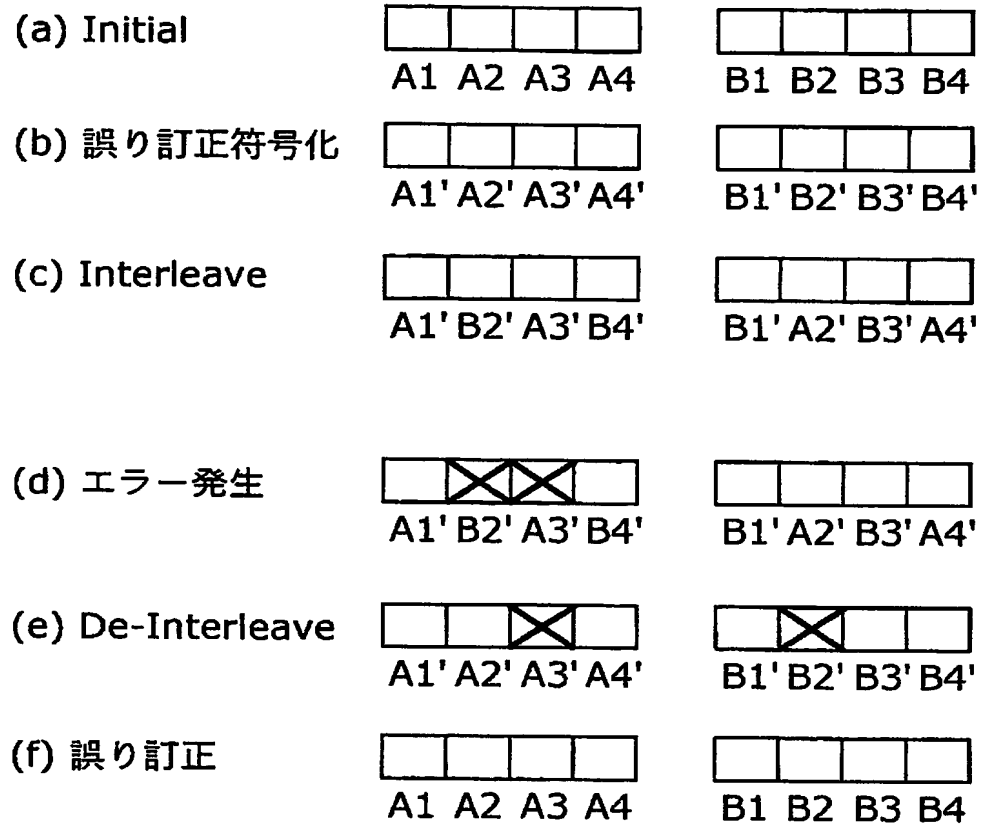 (a) Initial
A1 A2 A3 A4 B1 B2 B3 B4
(b) 誤り訂正符号化
A1' A2' A3' A4' B1' B2' B3' B4'
(c) Interleave
A1' B2' A3' B4' B1' A2' B3' A4'
(d) エラー発生
A1' B2' A3' B4' B1' A2' B3' A4'
(e) De-Interleave
A1' A2' A3' A4' B1' B2' B3' B4'
(f) 誤り訂正
A1 A2 A3 A4 B1 B2 B3 B4